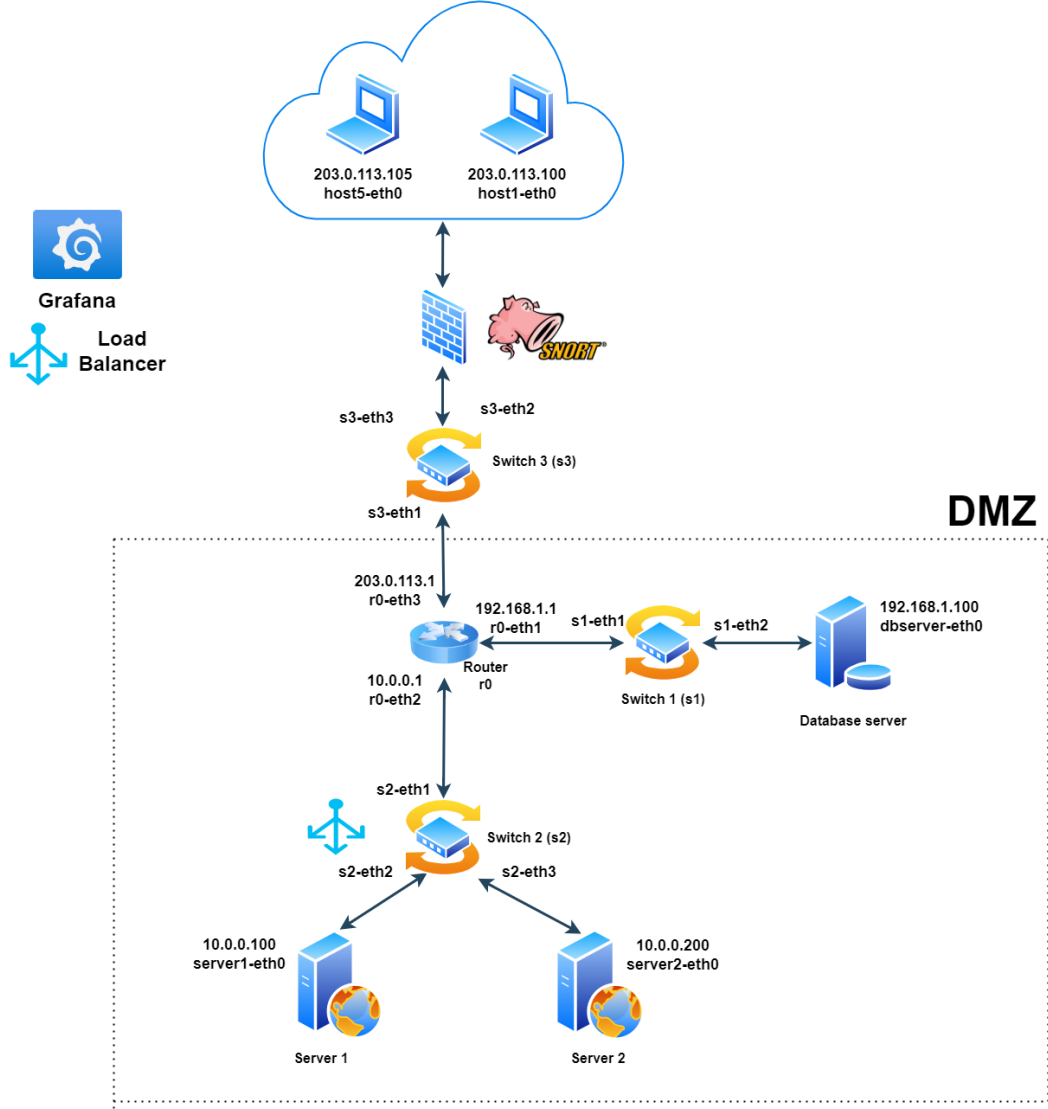 203.0.113.105
host5-eth0
203.0.113.100
host1-eth0
Grafana
Load
Balancer
SNORT®
s3-eth3
s3-eth2
Switch 3 (s3)
s3-eth1
DMZ
203.0.113.1
r0-eth3
192.168.1.1
r0-eth1
s1-eth1
s1-eth2
192.168.1.100
dbserver-eth0
Router
r0
10.0.0.1
r0-eth2
Switch 1 (s1)
Database server
s2-eth1
Switch 2 (s2)
s2-eth2
s2-eth3
10.0.0.100
server1-eth0
10.0.0.200
server2-eth0
Server 1
Server 2